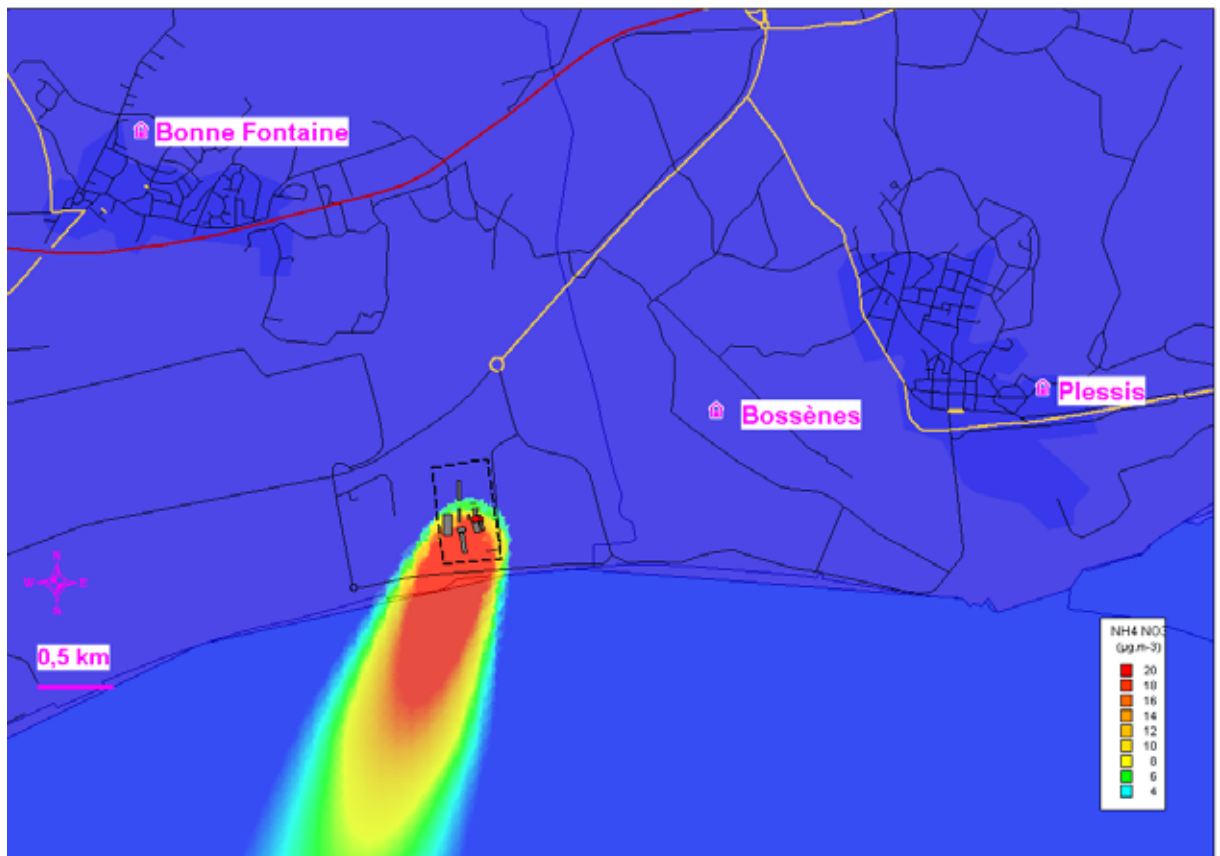 Bonne Fontaine
Plessis
Bossènes
N
W E
S
0,5 km
NH4 NO3
(µg.m-3)
20
18
16
14
12
10
8
6
4